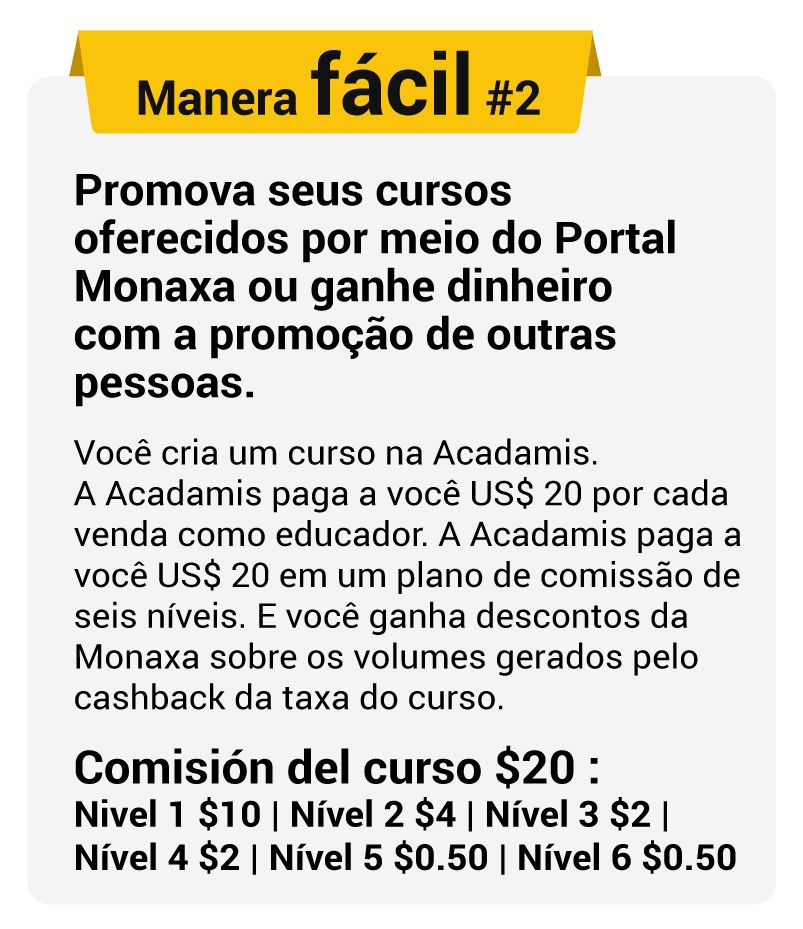 Manera fácil #2
Promova seus cursos
oferecidos por meio do Portal
Monaxa ou ganhe dinheiro
com a promoção de outras
pessoas.
Você cria um curso na Acadamis.
A Acadamis paga a você US$ 20 por cada
venda como educador. A Acadamis paga a
você US$ 20 em um plano de comissão de
seis níveis. E você ganha descontos da
Monaxa sobre os volumes gerados pelo
cashback da taxa do curso.
Comisión del curso $20 :
Nivel 1 $10 | Nível 2 $4 | Nível 3 $2 |
Nível 4 $2 | Nível 5 $0.50 | Nível 6 $0.50